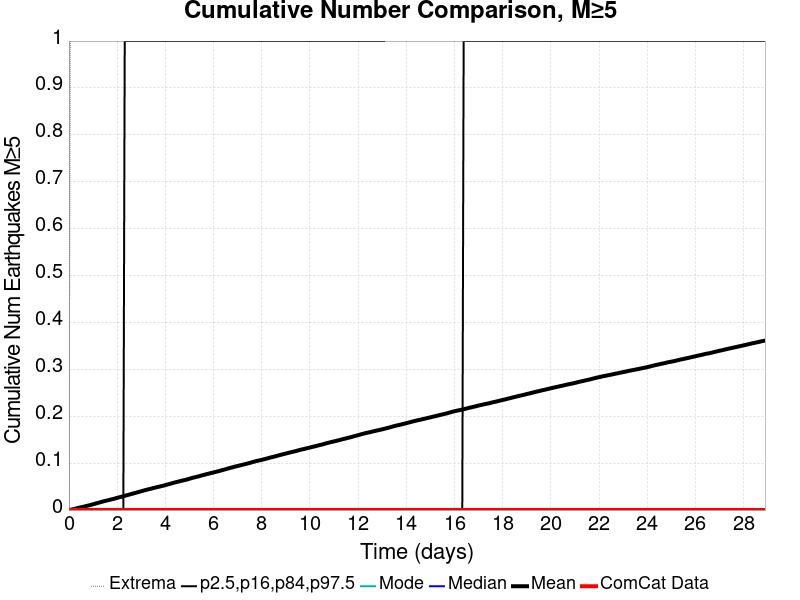 Cumulative Number Comparison, M≥5
Cumulative Num Earthquakes M≥5
1
0.9
0.8
0.7
0.6
0.5
0.4
0.3
0.2
0.1
0
0 2 4 6 8 10 12 14 16 18 20 22 24 26 28
Time (days)
Extrema p2.5,p16,p84,p97.5 Mode Median Mean ComCat Data